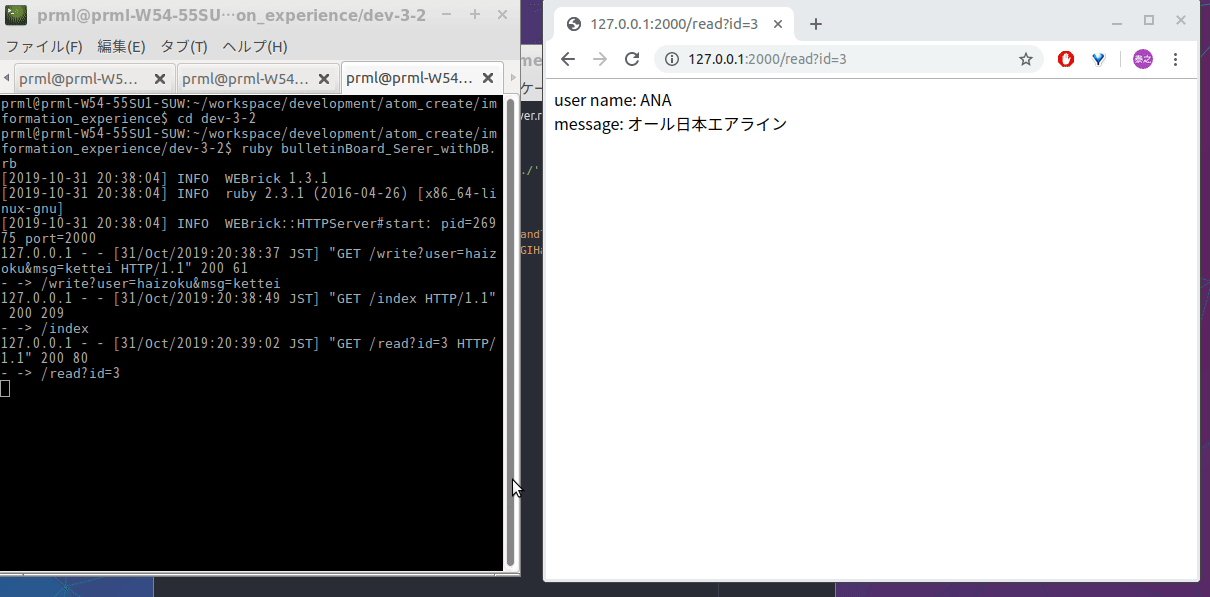 prml@prml-W54-55SU…on_experience/dev-3-2
ファイル(F) 編集(E) タブ(T) ヘルプ(H)
prml@prml-W5… prml@prml-W54… prml@prml-W54…
prml@prml-W54-55SU1-SUW:~/workspace/development/atom_create/im
formation_experience$ cd dev-3-2
prml@prml-W54-55SU1-SUW:~/workspace/development/atom_create/im
formation_experience/dev-3-2$ ruby bulletinBoard_Serer_withDB.
rb
[2019-10-31 20:38:04] INFO  WEBrick 1.3.1
[2019-10-31 20:38:04] INFO  ruby 2.3.1 (2016-04-26) [x86_64-li
nux-gnu]
[2019-10-31 20:38:04] INFO  WEBrick::HTTPServer#start: pid=269
75 port=2000
127.0.0.1 - - [31/Oct/2019:20:38:37 JST] "GET /write?user=haiz
oku&msg=kettei HTTP/1.1" 200 61
- -> /write?user=haizoku&msg=kettei
127.0.0.1 - - [31/Oct/2019:20:38:49 JST] "GET /index HTTP/1.1"
 200 209
- -> /index
127.0.0.1 - - [31/Oct/2019:20:39:02 JST] "GET /read?id=3 HTTP/
1.1" 200 80
- -> /read?id=3
127.0.0.1:2000/read?id=3
127.0.0.1:2000/read?id=3
user name: ANA
message: オール日本エアライン